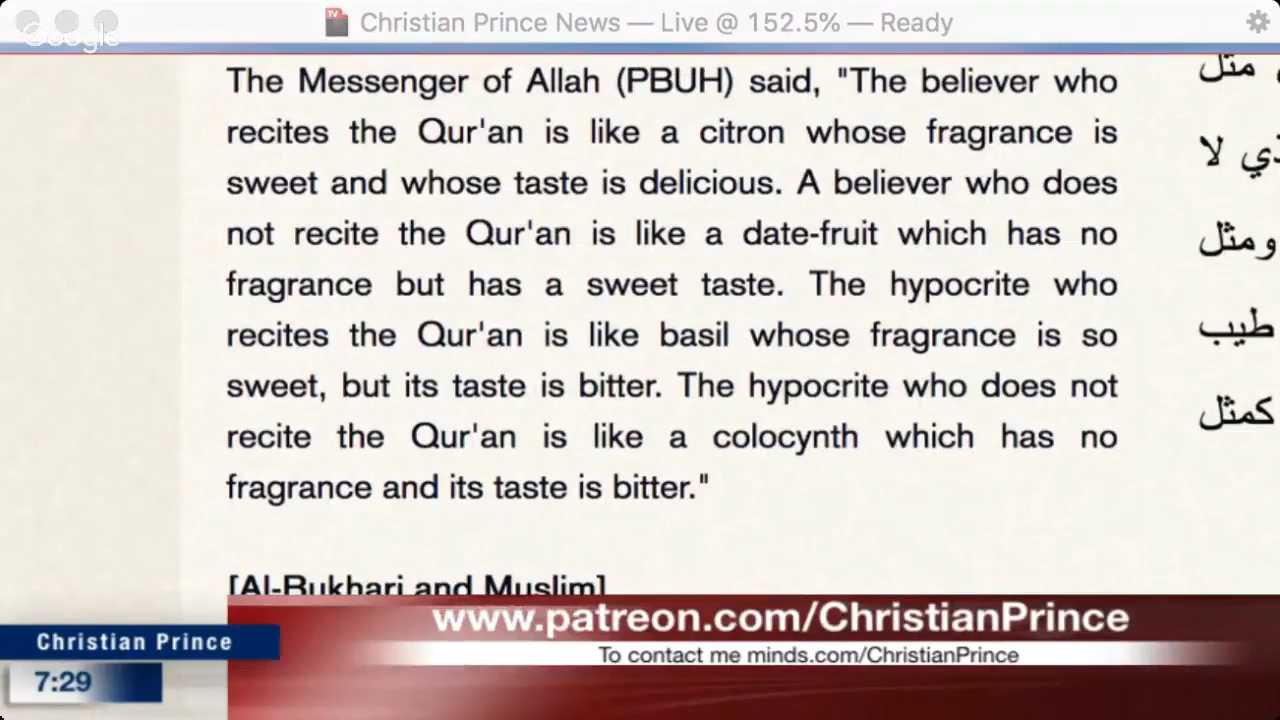 Christian Prince News — Live @ 152.5% — Ready
Google
The Messenger of Allah (PBUH) said, "The believer who
recites the Qur'an is like a citron whose fragrance is
sweet and whose taste is delicious. A believer who does
not recite the Qur'an is like a date-fruit which has no
fragrance but has a sweet taste. The hypocrite who
recites the Qur'an is like basil whose fragrance is so
sweet, but its taste is bitter. The hypocrite who does not
recite the Qur'an is like a colocynth which has no
fragrance and its taste is bitter."
[Al-Bukhari and Muslim]
مثل
لا
ومثل
طيب
كمثل
www.patreon.com/ChristianPrince
To contact me minds.com/ChristianPrince
Christian Prince
7:29